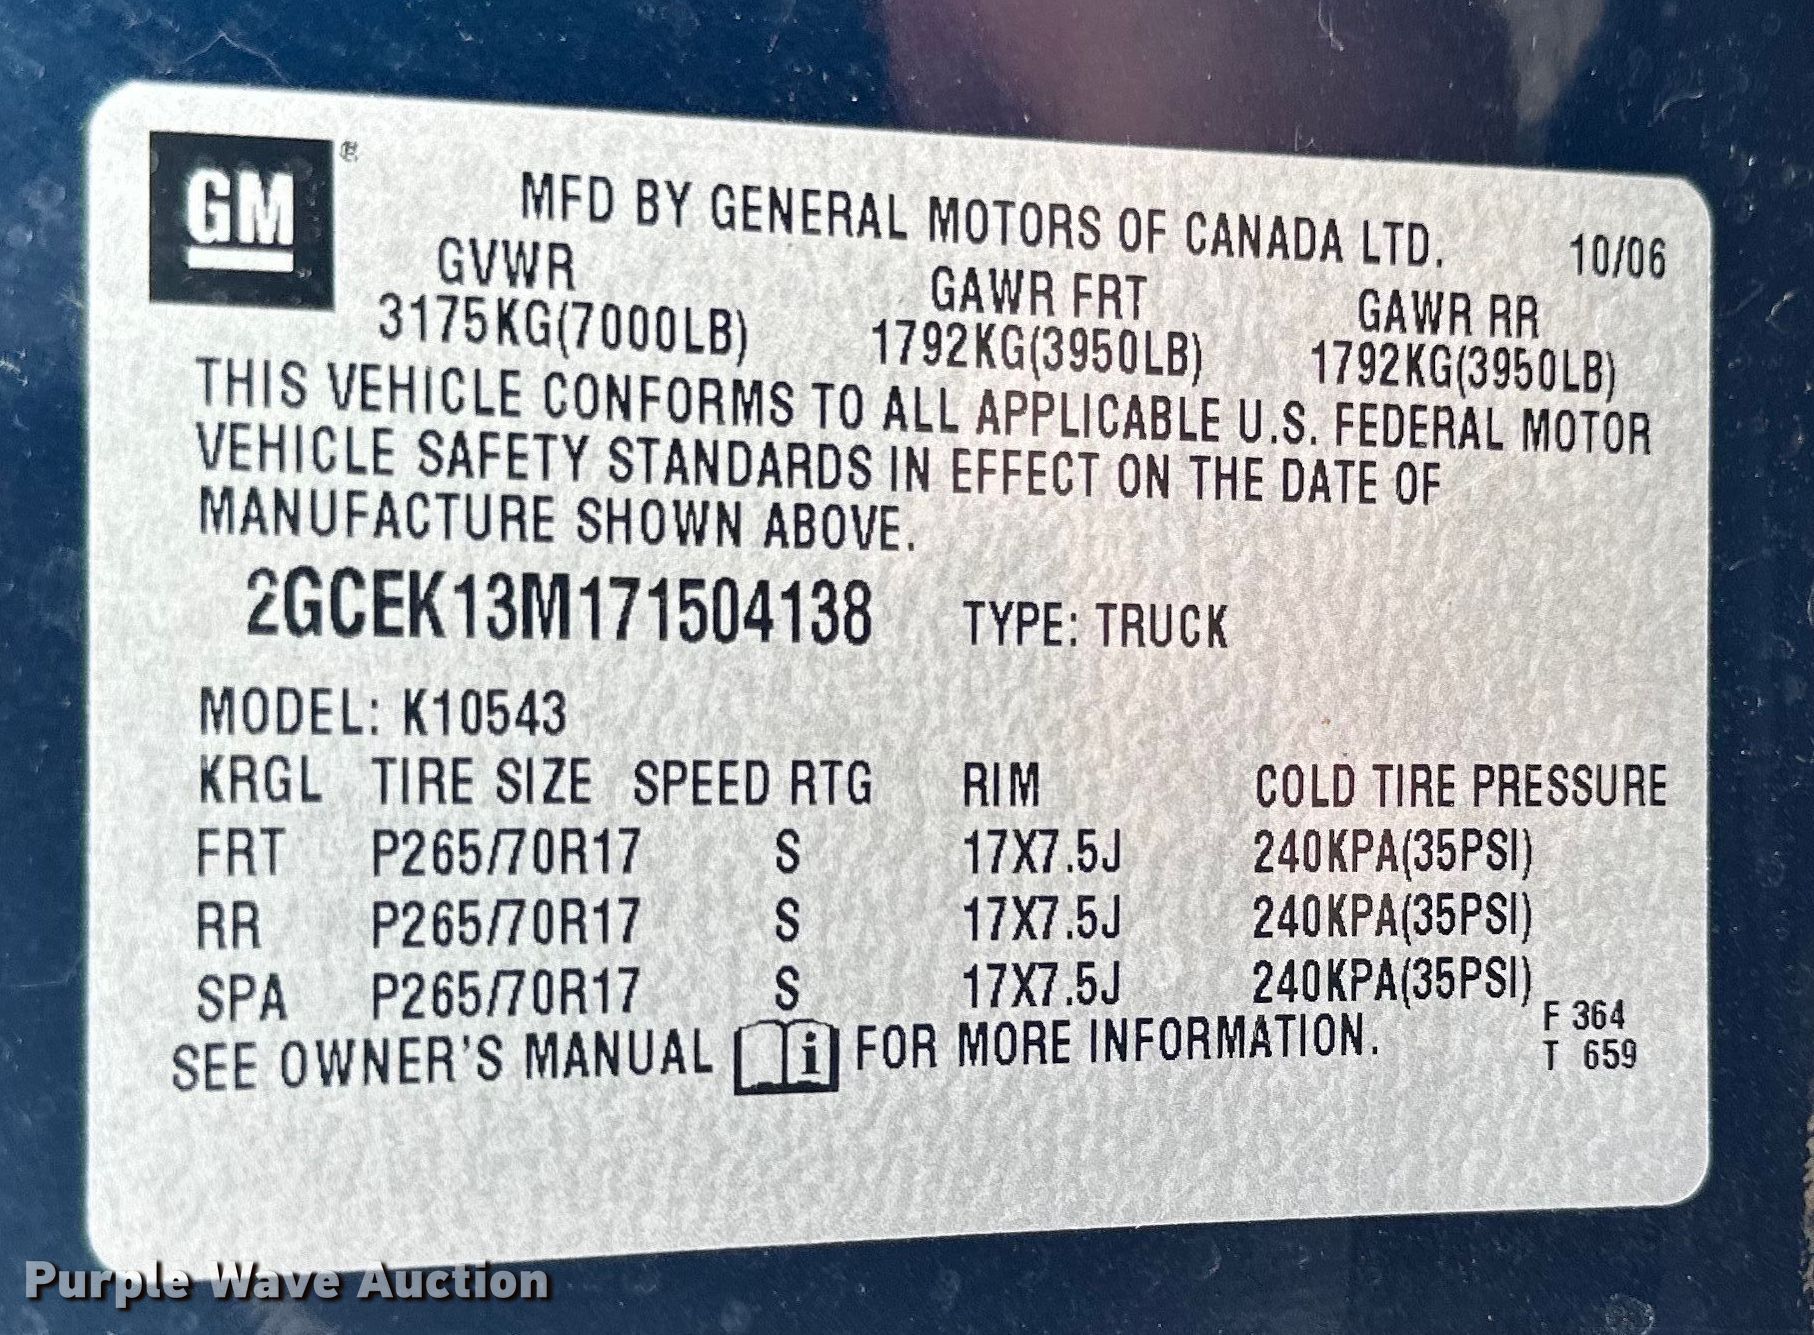 GM®
MFD BY GENERAL MOTORS OF CANADA LTD. 10/06
GVWR GAWR FRT GAWR RR
3175KG(7000LB) 1792KG(3950LB) 1792KG(3950LB)
THIS VEHICLE CONFORMS TO ALL APPLICABLE U.S. FEDERAL MOTOR
VEHICLE SAFETY STANDARDS IN EFFECT ON THE DATE OF
MANUFACTURE SHOWN ABOVE.
2GCEK13M171504138 TYPE: TRUCK
MODEL: K10543
KRGL TIRE SIZE SPEED RTG RIM COLD TIRE PRESSURE
FRT P265/70R17 S 17X7.5J 240KPA(35PSI)
RR P265/70R17 S 17X7.5J 240KPA(35PSI)
SPA P265/70R17 S 17X7.5J 240KPA(35PSI)
SEE OWNER'S MANUAL i FOR MORE INFORMATION.
F 364
T 659
Purple Wave Auction